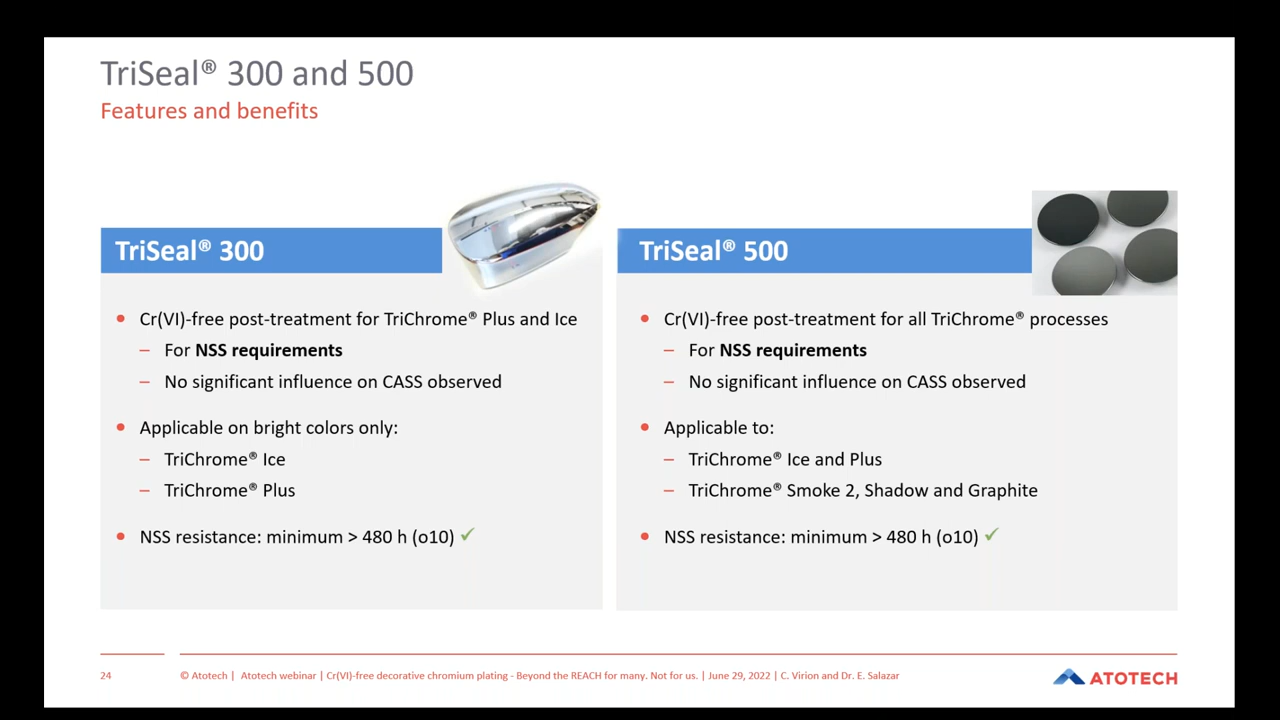 TriSeal® 300 and 500
Features and benefits
TriSeal® 300
Cr(VI)-free post-treatment for TriChrome® Plus and Ice
– For NSS requirements
– No significant influence on CASS observed
Applicable on bright colors only:
– TriChrome® Ice
– TriChrome® Plus
NSS resistance: minimum > 480 h (o10) ✓
TriSeal® 500
Cr(VI)-free post-treatment for all TriChrome® processes
– For NSS requirements
– No significant influence on CASS observed
Applicable to:
– TriChrome® Ice and Plus
– TriChrome® Smoke 2, Shadow and Graphite
NSS resistance: minimum > 480 h (o10) ✓
24
© Atotech | Atotech webinar | Cr(VI)-free decorative chromium plating - Beyond the REACH for many. Not for us. | June 29, 2022 | C. Virion and Dr. E. Salazar
ATOTECH